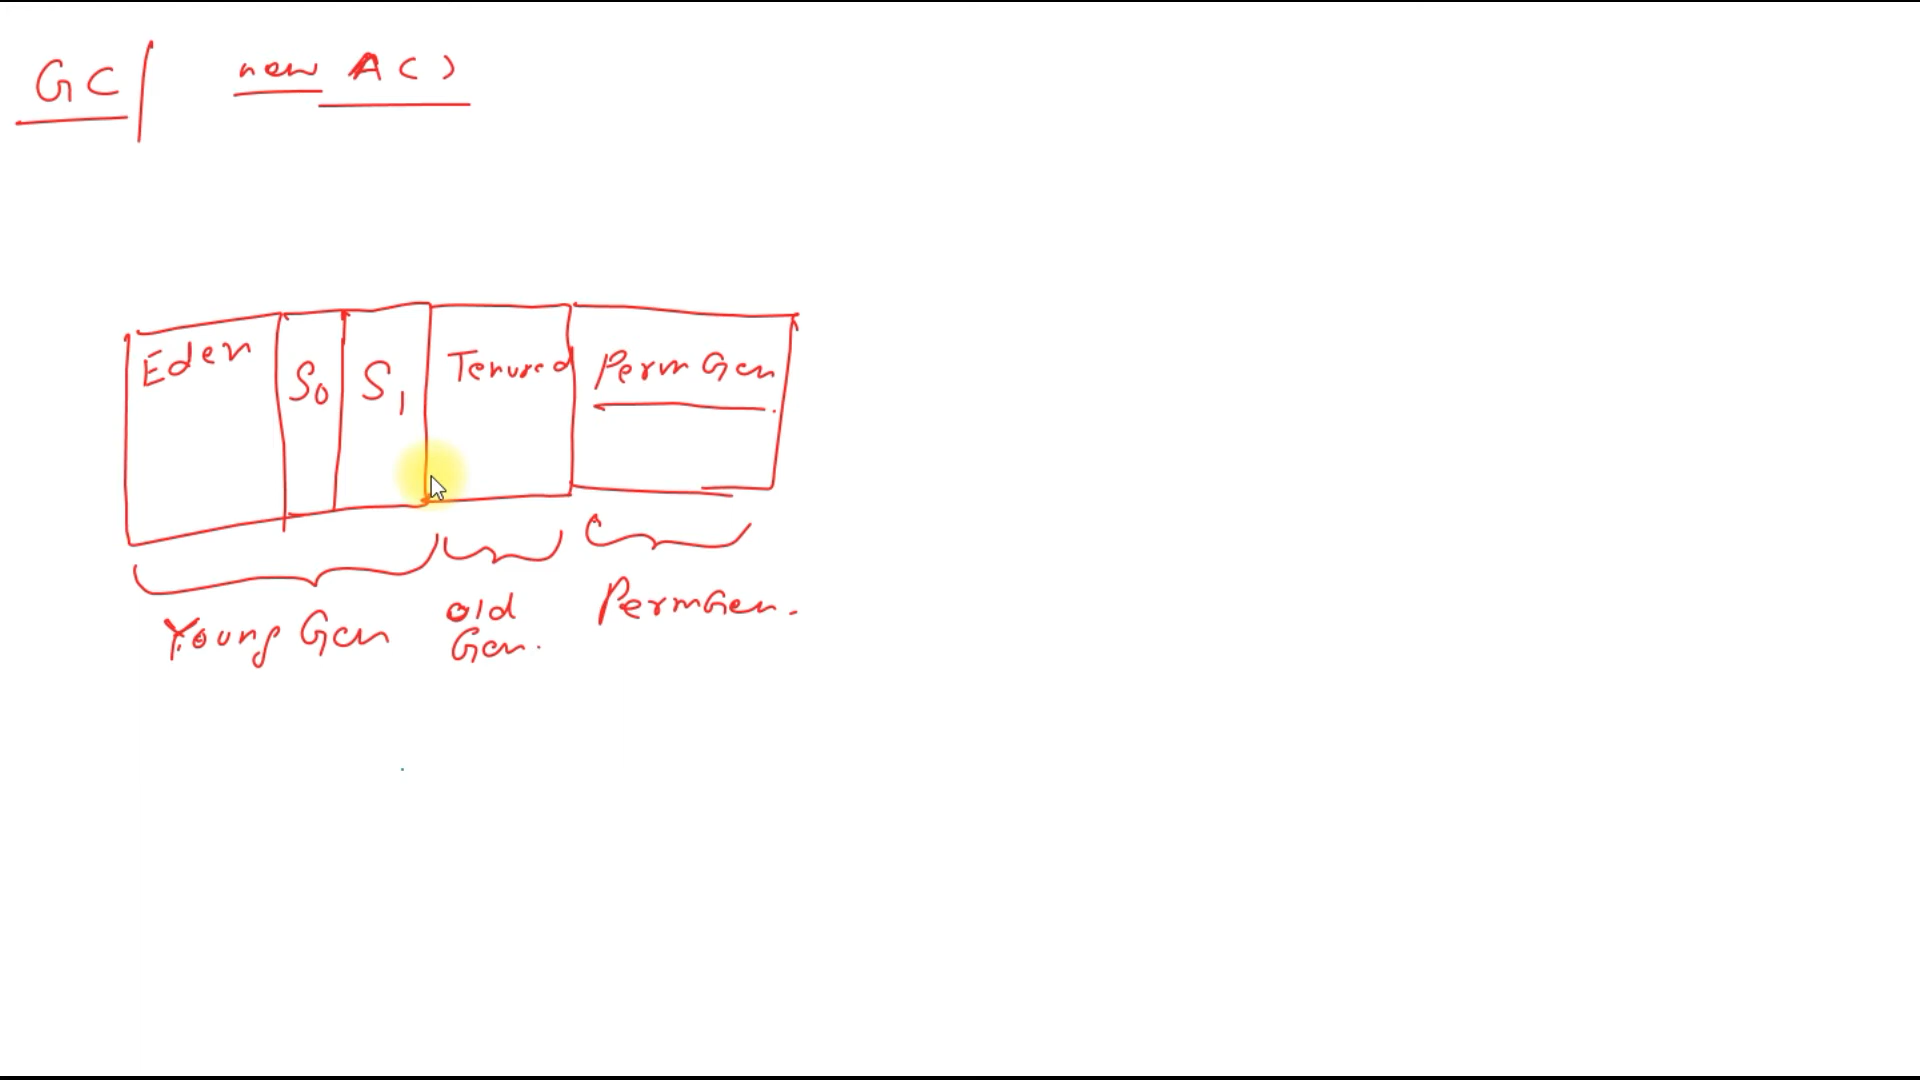 GC new A()
Eden S0 S1 Tenured PermGen
Young Gen old Gen. PermGen.